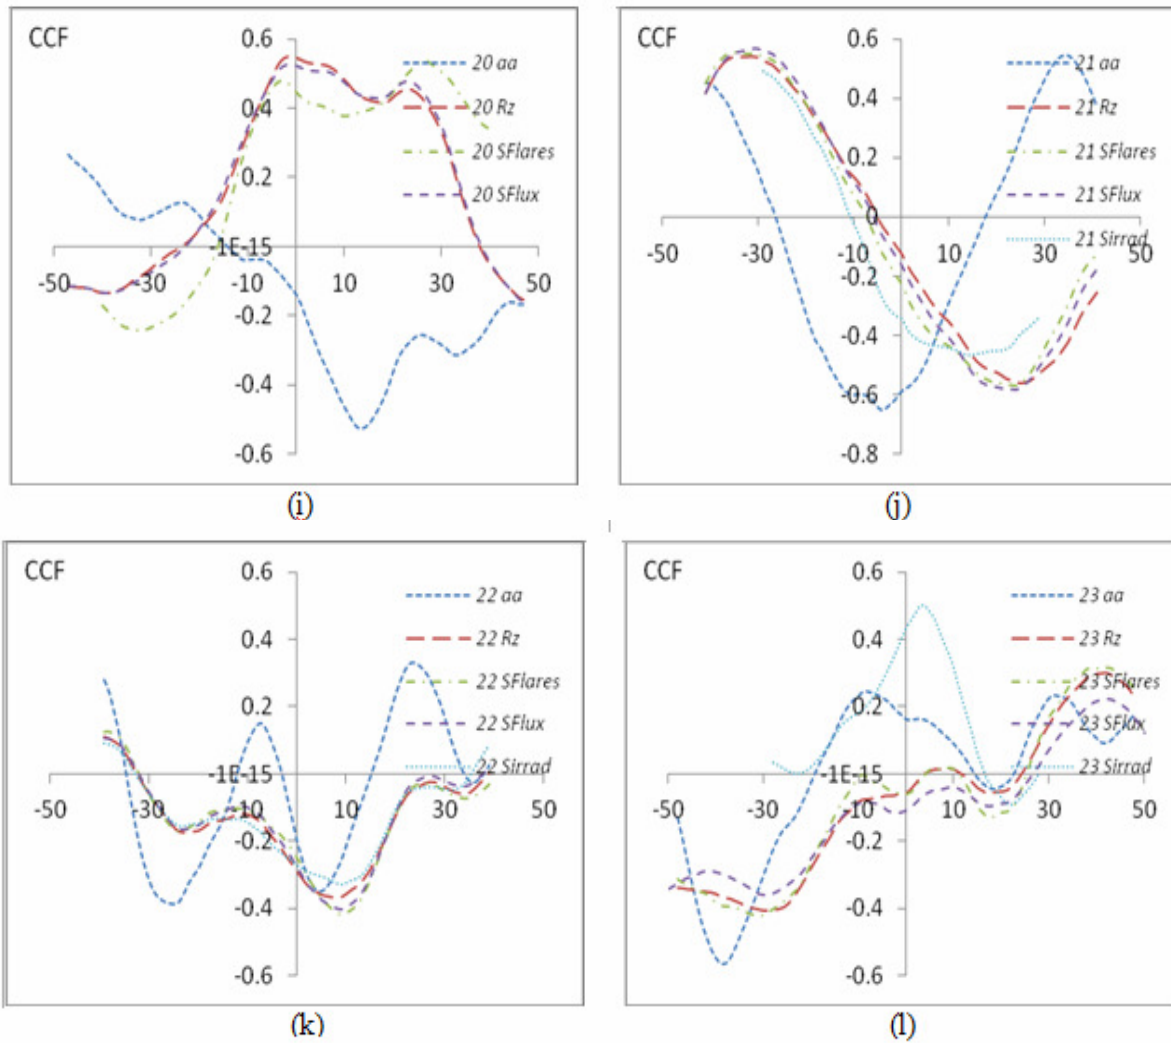 CCF
0.6
20 aa
0.4
20 Rz
20 SFlares
0.2
20 SFlux
-1E-15
-50 -30 -10 10 30 50
-0.2
-0.4
-0.6
(i)
CCF
0.6
21 aa
0.4
21 Rz
0.2
21 SFlares
21 SFlux
0
21 Sirrad
-50 -30 -10 10 30 50
-0.2
-0.4
-0.6
-0.8
(j)
CCF
0.6
22 aa
0.4
22 Rz
22 SFlares
0.2
22 SFlux
-1E-15
22 Sirrad
-50 -30 -10 10 30 50
-0.2
-0.4
-0.6
(k)
CCF
0.6
23 aa
0.4
23 Rz
23 SFlares
0.2
23 SFlux
-1E-15
23 Sirrad
-50 -30 -10 10 30 50
-0.2
-0.4
-0.6
(l)